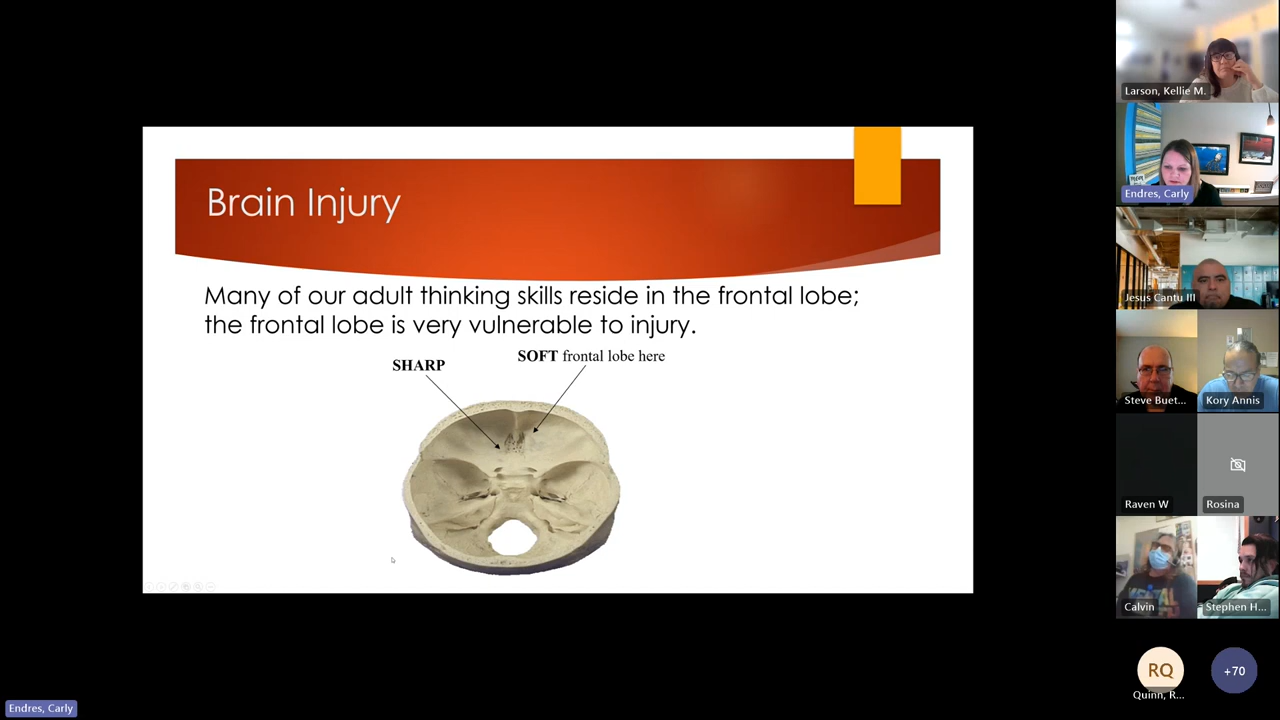 Brain Injury
Many of our adult thinking skills reside in the frontal lobe;
the frontal lobe is very vulnerable to injury.
SHARP
SOFT frontal lobe here
Larson, Kellie M.
Endres, Carly
Jesus Cantu III
Steve Buet...
Kory Annis
Raven W
Rosina
Calvin
Stephen H...
RQ
Quinn, R...
+70
Endres, Carly